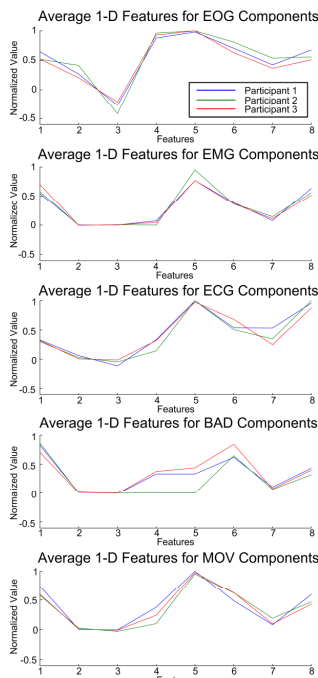 Average 1-D Features for EOG Components
Normalized Value
1
0.5
0
-0.5
1 2 3 4 5 6 7 8
Features
Participant 1
Participant 2
Participant 3
Average 1-D Features for EMG Components
Normalized Value
1
0.5
0
-0.5
1 2 3 4 5 6 7 8
Features
Average 1-D Features for ECG Components
Normalized Value
1
0.5
0
-0.5
1 2 3 4 5 6 7 8
Features
Average 1-D Features for BAD Components
Normaized Value
1
0.5
0
-0.5
1 2 3 4 5 6 7 8
Features
Average 1-D Features for MOV Components
Normalized Value
1
0.5
0
-0.5
1 2 3 4 5 6 7 8